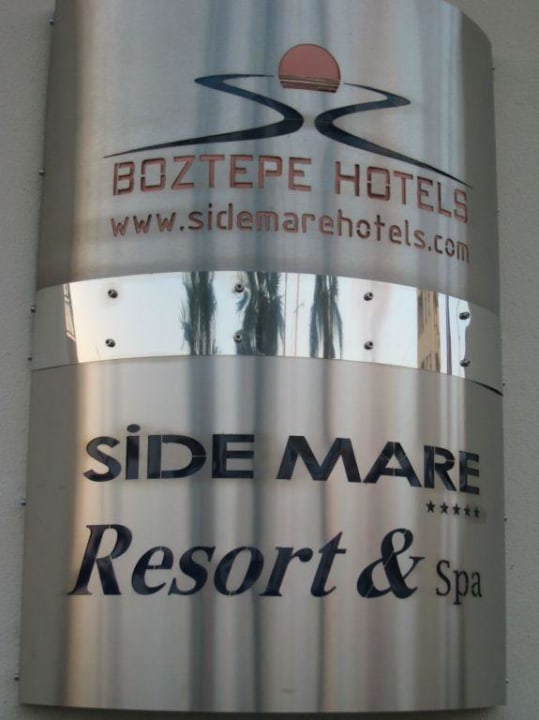 BOZTEPE HOTELS
www.sidemarehotels.com
SİDE MARE
★★★★★
Resort & Spa